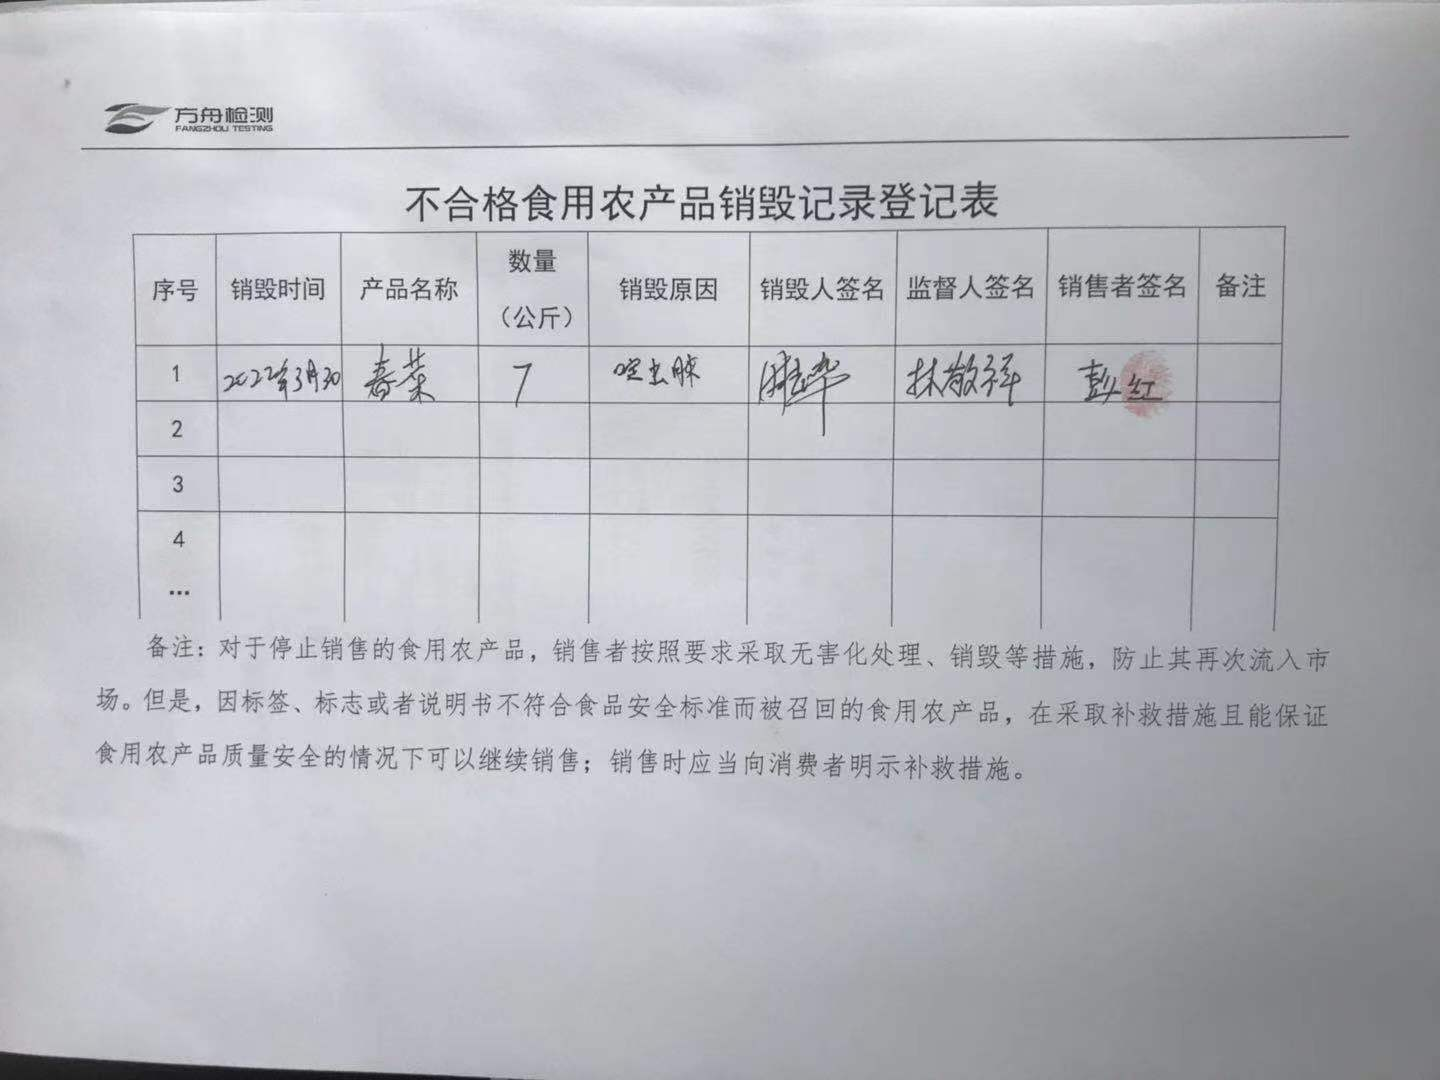 方舟检测
FANGZHOU TESTING
不合格食用农产品销毁记录登记表
序号 销毁时间 产品名称 数量（公斤） 销毁原因 销毁人签名 监督人签名 销售者签名 备注
1 2022年3月30 春菜 7 啶虫脒 林敬祥 彭红
2
3
4
...
备注：对于停止销售的食用农产品，销售者按照要求采取无害化处理、销毁等措施，防止其再次流入市
场。但是，因标签、标志或者说明书不符合食品安全标准而被召回的食用农产品，在采取补救措施且能保证
食用农产品质量安全的情况下可以继续销售；销售时应当向消费者明示补救措施。